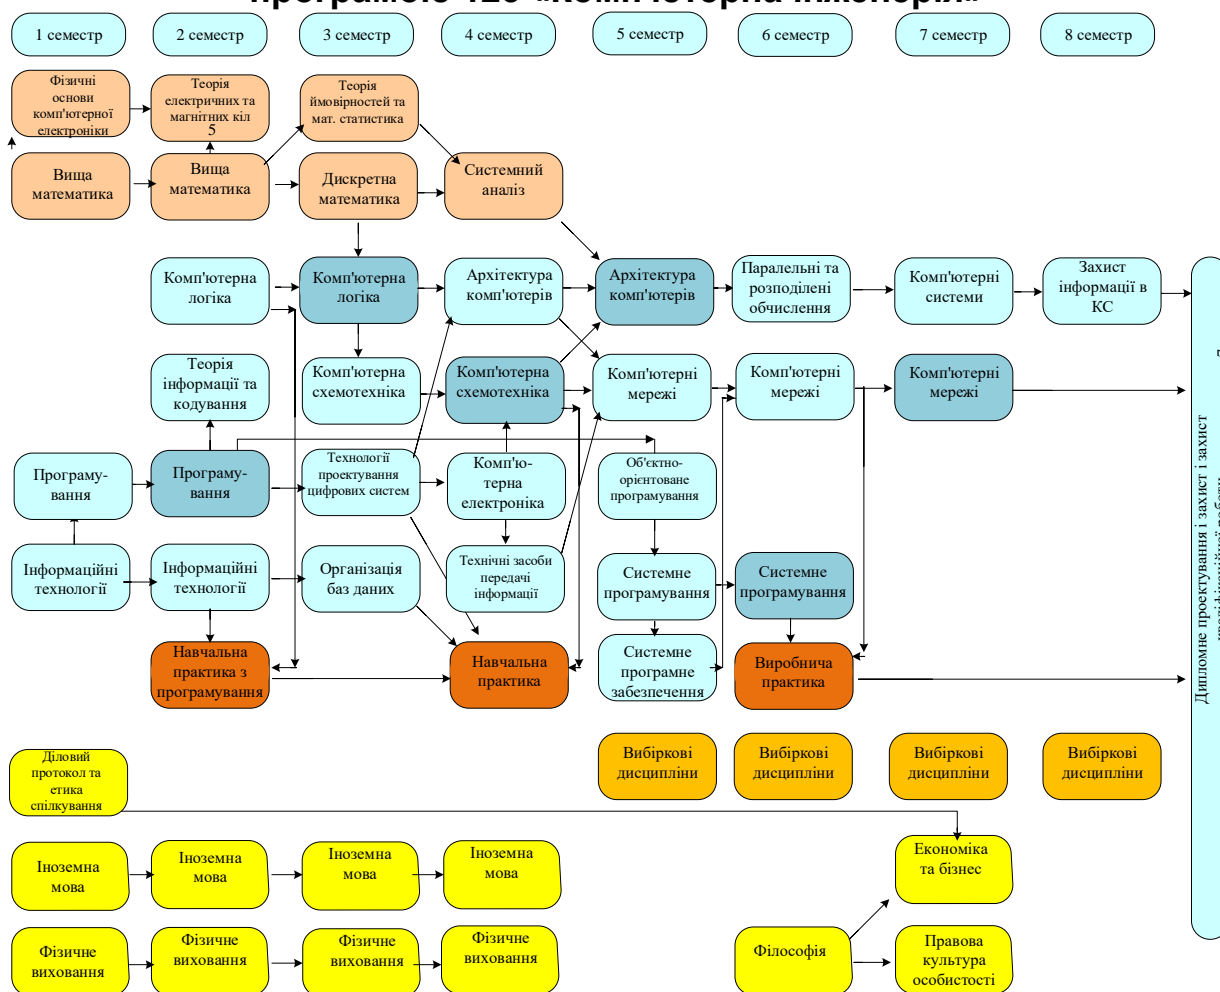 програмою 123 «Комп'ютерна інженерія»
1 семестр
2 семестр
3 семестр
4 семестр
5 семестр
6 семестр
7 семестр
8 семестр
Фізичні
основи
комп'ютерної
електроніки
Теорія
електричних та
магнітних кіл
5
Теорія
ймовірностей та
мат. статистика
Вища
математика
Вища
математика
Дискретна
математика
Системний
аналіз
Комп'ютерна
логіка
Комп'ютерна
логіка
Архітектура
комп'ютерів
Архітектура
комп'ютерів
Паралельні та
розподілені
обчислення
Комп'ютерні
системи
Захист
інформації в
КС
Теорія
інформації та
кодування
Комп'ютерна
схемотехніка
Комп'ютерна
схемотехніка
Комп'ютерні
мережі
Комп'ютерні
мережі
Комп'ютерні
мережі
Програму-
вання
Програму-
вання
Технології
проектування
цифрових систем
Комп'ю-
терна
електроніка
Об'єктно-
орієнтоване
програмування
Інформаційні
технології
Інформаційні
технології
Організація
баз даних
Технічні засоби
передачі
інформації
Системне
програмування
Системне
програмування
Навчальна
практика з
програмування
Навчальна
практика
Системне
програмне
забезпечення
Виробнича
практика
Дипломне проектування і захист і захист
Вибіркові
дисципліни
Вибіркові
дисципліни
Вибіркові
дисципліни
Вибіркові
дисципліни
Діловий
протокол та
етика
спілкування
Іноземна
мова
Іноземна
мова
Іноземна
мова
Іноземна
мова
Економіка
та бізнес
Фізичне
виховання
Фізичне
виховання
Фізичне
виховання
Фізичне
виховання
Філософія
Правова
культура
особистості